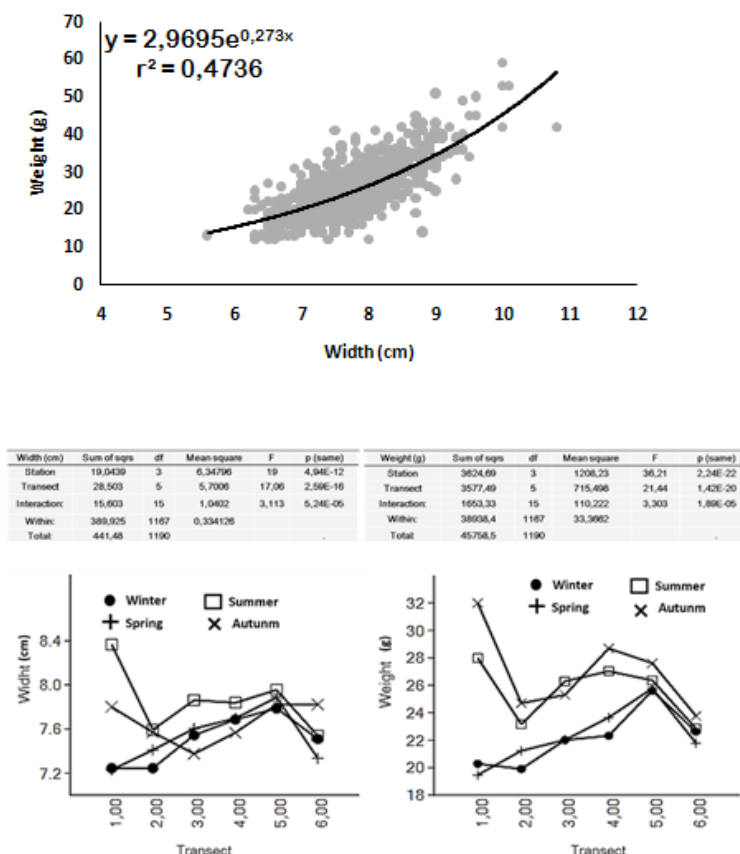 70
60
50
40
30
20
10
0
y = 2,9695e0,273x
r² = 0,4736
Weight (g)
4 5 6 7 8 9 10 11 12
Width (cm)
Width (cm) Sum of sqrs df Mean square F p (same)
Station 19,0439 3 6,34796 19 4,94E-12
Transect 28,503 5 5,7006 17,06 2,59E-16
Interaction: 15,603 15 1,0402 3,113 5,24E-05
Within: 389,925 1167 0,334126
Total: 441,48 1190 .
Weight (g) Sum of sqrs df Mean square F p (same)
Station 3624,69 3 1208,23 36,21 2,24E-22
Transect 3577,49 5 715,498 21,44 1,42E-20
Interaction: 1653,33 15 110,222 3,303 1,89E-05
Within: 38938,4 1167 33,3662
Total: 45758,5 1190 .
Winter Summer
Spring Autunm
8.4
8.0
7.6
7.2
Widht (cm)
1,00 2,00 3,00 4,00 5,00 6,00
Transect
Winter Summer
Spring Autunm
32
30
28
26
24
22
20
18
Weight (g)
1,00 2,00 3,00 4,00 5,00 6,00
Transect